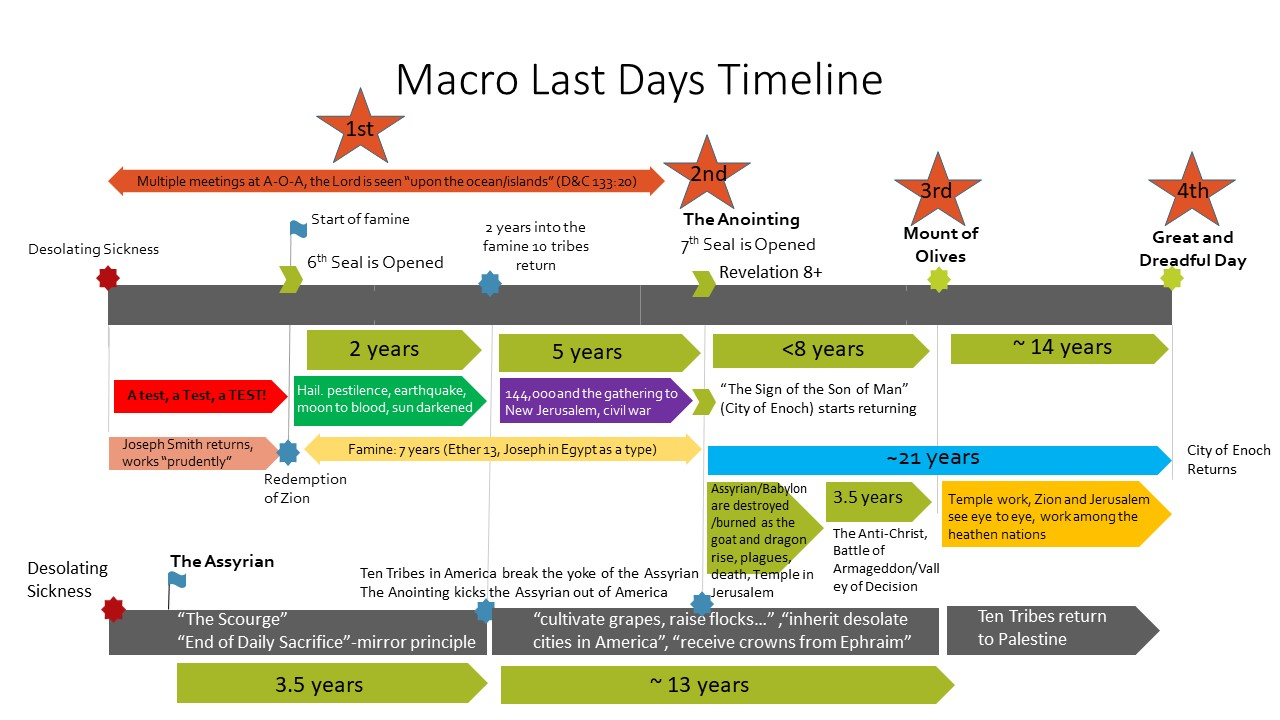 Macro Last Days Timeline
1st
2nd
3rd
4th
Multiple meetings at A-O-A, the Lord is seen “upon the ocean/islands” (D&C 133:20)
Desolating Sickness
Start of famine
6th Seal is Opened
2 years into the
famine 10 tribes
return
The Anointing
7th Seal is Opened
Revelation 8+
Mount of
Olives
Great and
Dreadful Day
2 years
5 years
<8 years
~ 14 years
A test, a Test, a TEST!
Hail. pestilence, earthquake,
moon to blood, sun darkened
144,000 and the gathering to
New Jerusalem, civil war
“The Sign of the Son of Man”
(City of Enoch) starts returning
Joseph Smith returns,
works “prudently”
Redemption
of Zion
Famine: 7 years (Ether 13, Joseph in Egypt as a type)
~21 years
City of Enoch
Returns
Assyrian/Babylon
are destroyed
/burned as the
goat and dragon
rise, plagues,
death, Temple in
Jerusalem
3.5 years
The Anti-Christ,
Battle of
Armageddon/Vall
ey of Decision
Temple work, Zion and Jerusalem
see eye to eye, work among the
heathen nations
Desolating
Sickness
The Assyrian
Ten Tribes in America break the yoke of the Assyrian
The Anointing kicks the Assyrian out of America
“The Scourge”
“End of Daily Sacrifice”-mirror principle
“cultivate grapes, raise flocks...” ,“inherit desolate
cities in America”, “receive crowns from Ephraim”
Ten Tribes return
to Palestine
3.5 years
~ 13 years